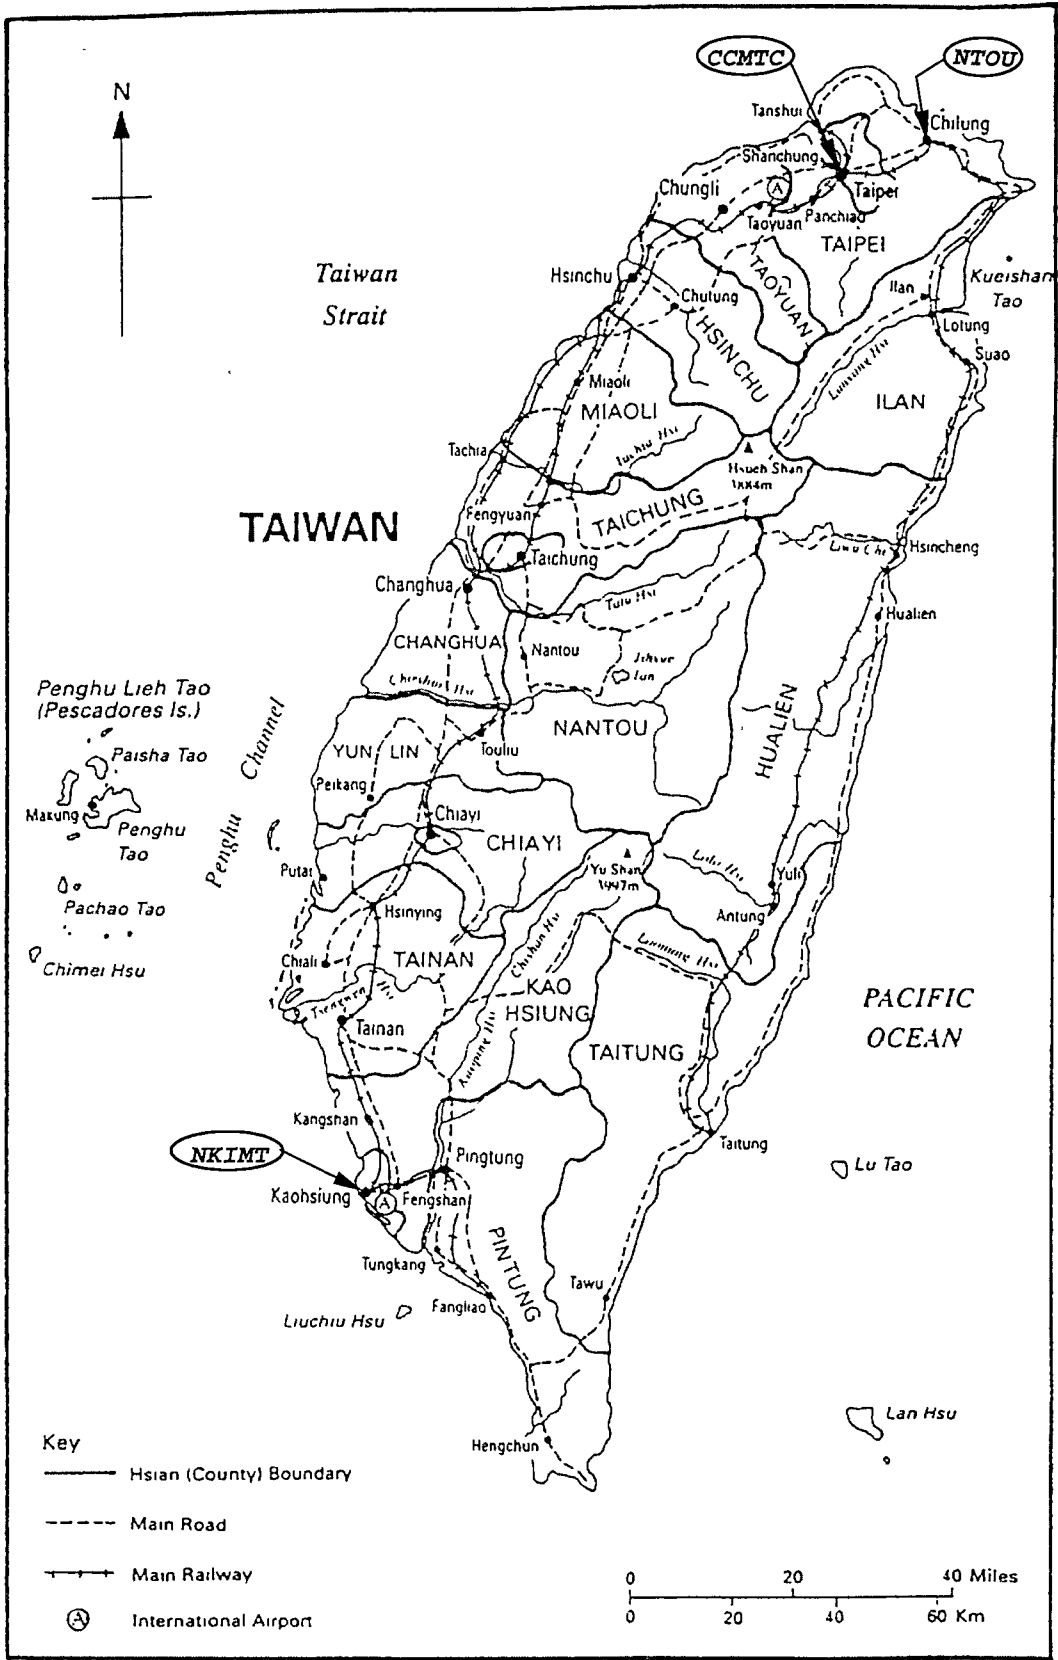 CCMTC
NTOU
N
Tanshui
Chilung
Shanchung
Chungli
A
Taipei
Taoyuan
Panchiao
TAIPEI
Taiwan
Strait
Hsinchu
TAOYUAN
Ilan
Kueishan
Tao
Chutung
HSINCHU
Lotung
Suao
Miaoli
MIAOLI
ILAN
Tachia
Hsueh Shan
TAICHUNG
Fengyuan
TAIWAN
Taichung
Hsincheng
Changhua
Hualien
CHANGHUA
Nantou
Penghu Lieh Tao
(Pescadores Is.)
NANTOU
HUALIEN
Paisha Tao
Penghu Channel
YUN LIN
Touliu
Peikang
Makung
Penghu
Tao
Chiayi
CHIAYI
Yu Shan
Putai
Yuli
Pachao Tao
Hsinying
Antung
Chimei Hsu
Chiali
TAINAN
Chishan Hsi
KAO
HSIUNG
PACIFIC
OCEAN
Tainan
TAITUNG
Kangshan
Taitung
NKIMT
Pingtung
Lu Tao
Kaohsiung
A
Fengshan
PINTUNG
Tungkang
Tawu
Liuchiu Hsu
Fangliao
Lan Hsu
Hengchun
Key
Hsian (County) Boundary
Main Road
Main Railway
A International Airport
0 20 40 Miles
0 20 40 60 Km